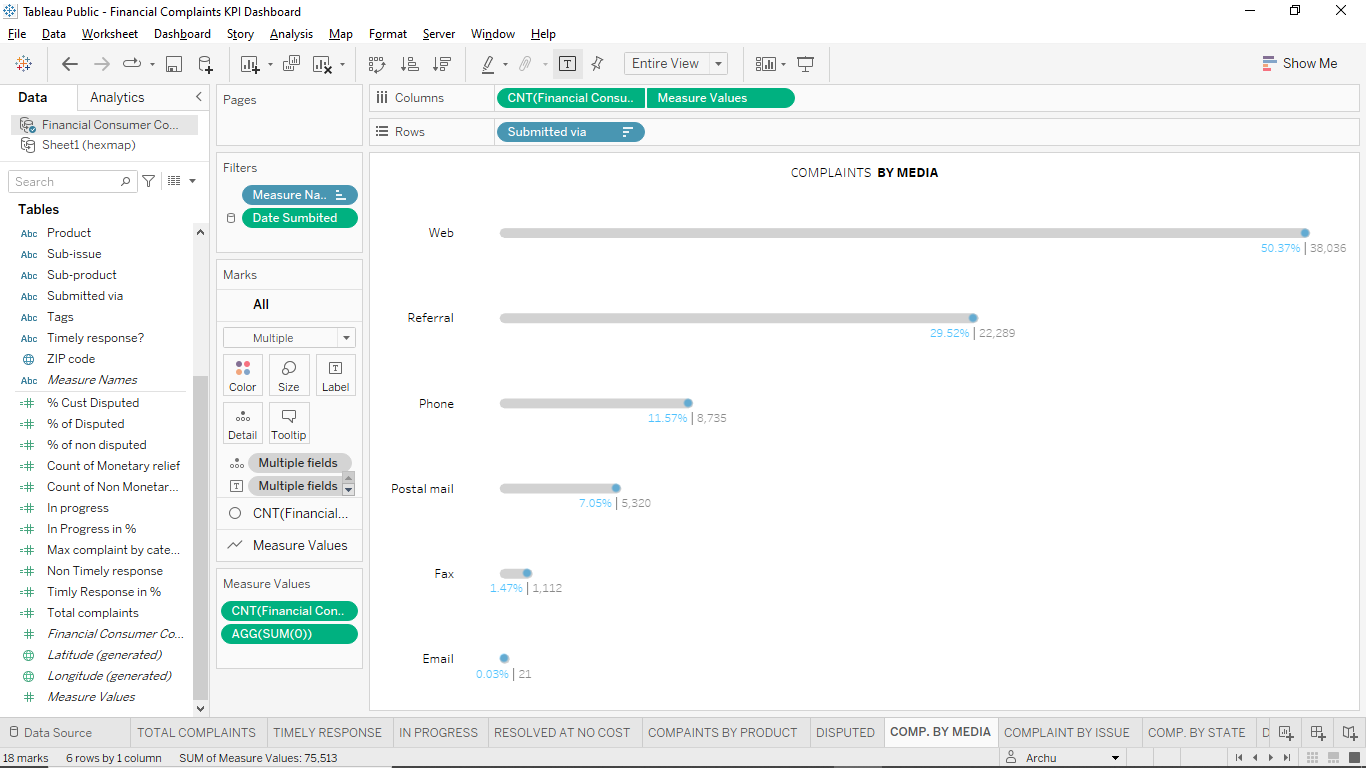 Tableau Public - Financial Complaints KPI Dashboard
File Data Worksheet Dashboard Story Analysis Map Format Server Window Help
Entire View
Show Me
Data Analytics
Financial Consumer Co...
Sheet1 (hexmap)
Search
Tables
Abc Product
Abc Sub-issue
Abc Sub-product
Abc Submitted via
Abc Tags
Abc Timely response?
ZIP code
Abc Measure Names
% Cust Disputed
% of Disputed
% of non disputed
Count of Monetary relief
Count of Non Monetar...
In progress
In Progress in %
Max complaint by cate...
Non Timely response
Timly Response in %
Total complaints
Financial Consumer Co...
Latitude (generated)
Longitude (generated)
Measure Values
Pages
Filters
Measure Na..
Date Sumbited
Marks
All
Multiple
Color Size Label
Detail Tooltip
Multiple fields
Multiple fields
CNT(Financial...
Measure Values
Measure Values
CNT(Financial Con..
AGG(SUM(0))
Columns CNT(Financial Consu.. Measure Values
Rows Submitted via
COMPLAINTS BY MEDIA
Web
50.37% | 38,036
Referral
29.52% | 22,289
Phone
11.57% | 8,735
Postal mail
7.05% | 5,320
Fax
1.47% | 1,112
Email
0.03% | 21
Data Source TOTAL COMPLAINTS TIMELY RESPONSE IN PROGRESS RESOLVED AT NO COST COMPAINTS BY PRODUCT DISPUTED COMP. BY MEDIA COMPLAINT BY ISSUE COMP. BY STATE D
18 marks 6 rows by 1 column SUM of Measure Values: 75,513 Archu